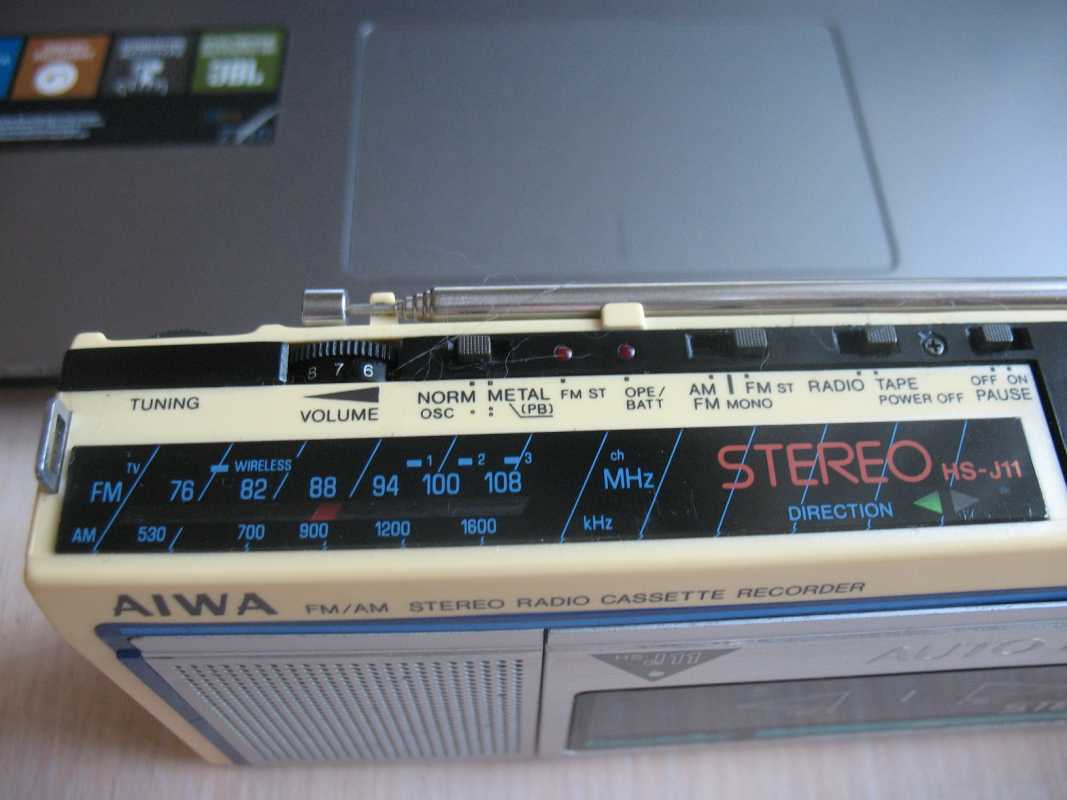 JBL
8 7 6
TUNING
VOLUME
NORM METAL FM ST OPE/ AM FM ST RADIO TAPE OFF ON
OSC (PB) BATT FM MONO POWER OFF PAUSE
TV WIRELESS 1 2 3 ch
FM 76 82 88 94 100 108 MHz
AM 530 700 900 1200 1600 kHz
STEREO HS-J11
DIRECTION
AIWA FM/AM STEREO RADIO CASSETTE RECORDER
AUTO